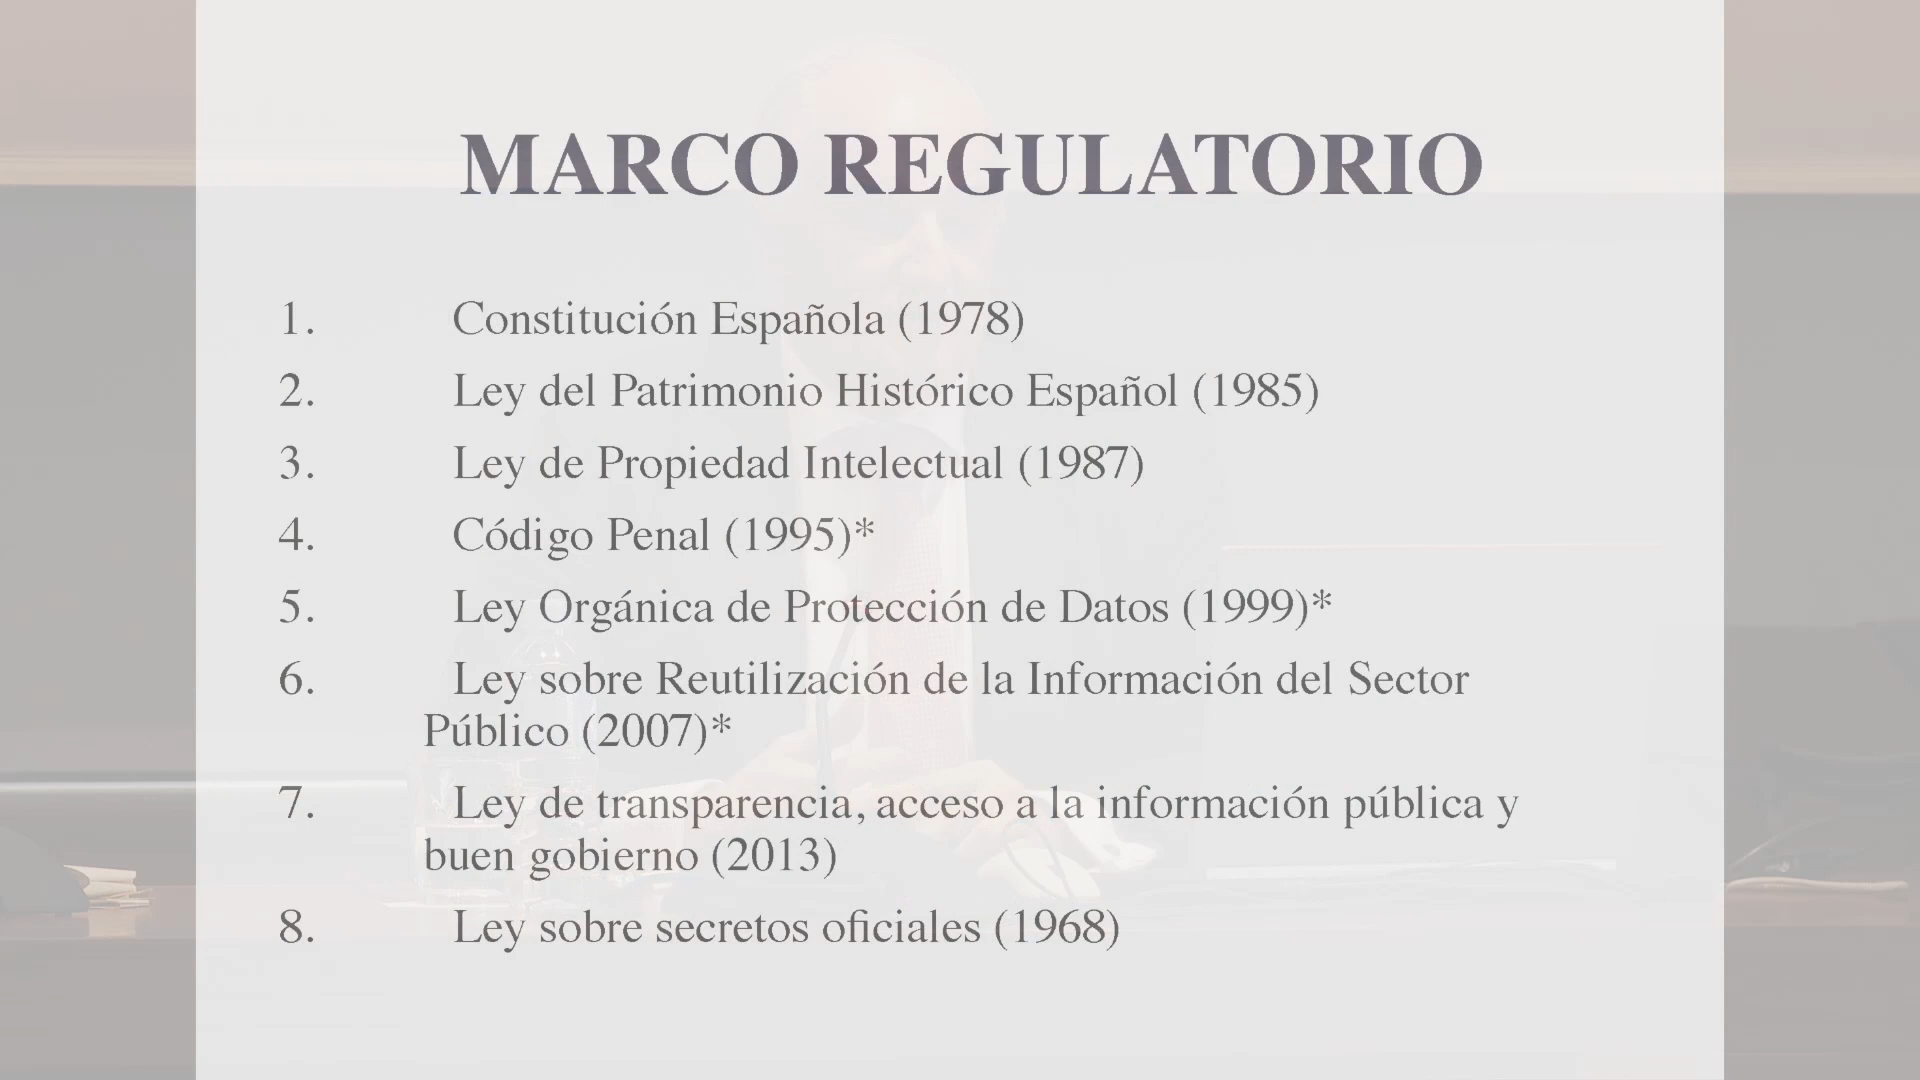 MARCO REGULATORIO
1. Constitución Española (1978)
2. Ley del Patrimonio Histórico Español (1985)
3. Ley de Propiedad Intelectual (1987)
4. Código Penal (1995)*
5. Ley Orgánica de Protección de Datos (1999)*
6. Ley sobre Reutilización de la Información del Sector
Público (2007)*
7. Ley de transparencia, acceso a la información pública y
buen gobierno (2013)
8. Ley sobre secretos oficiales (1968)